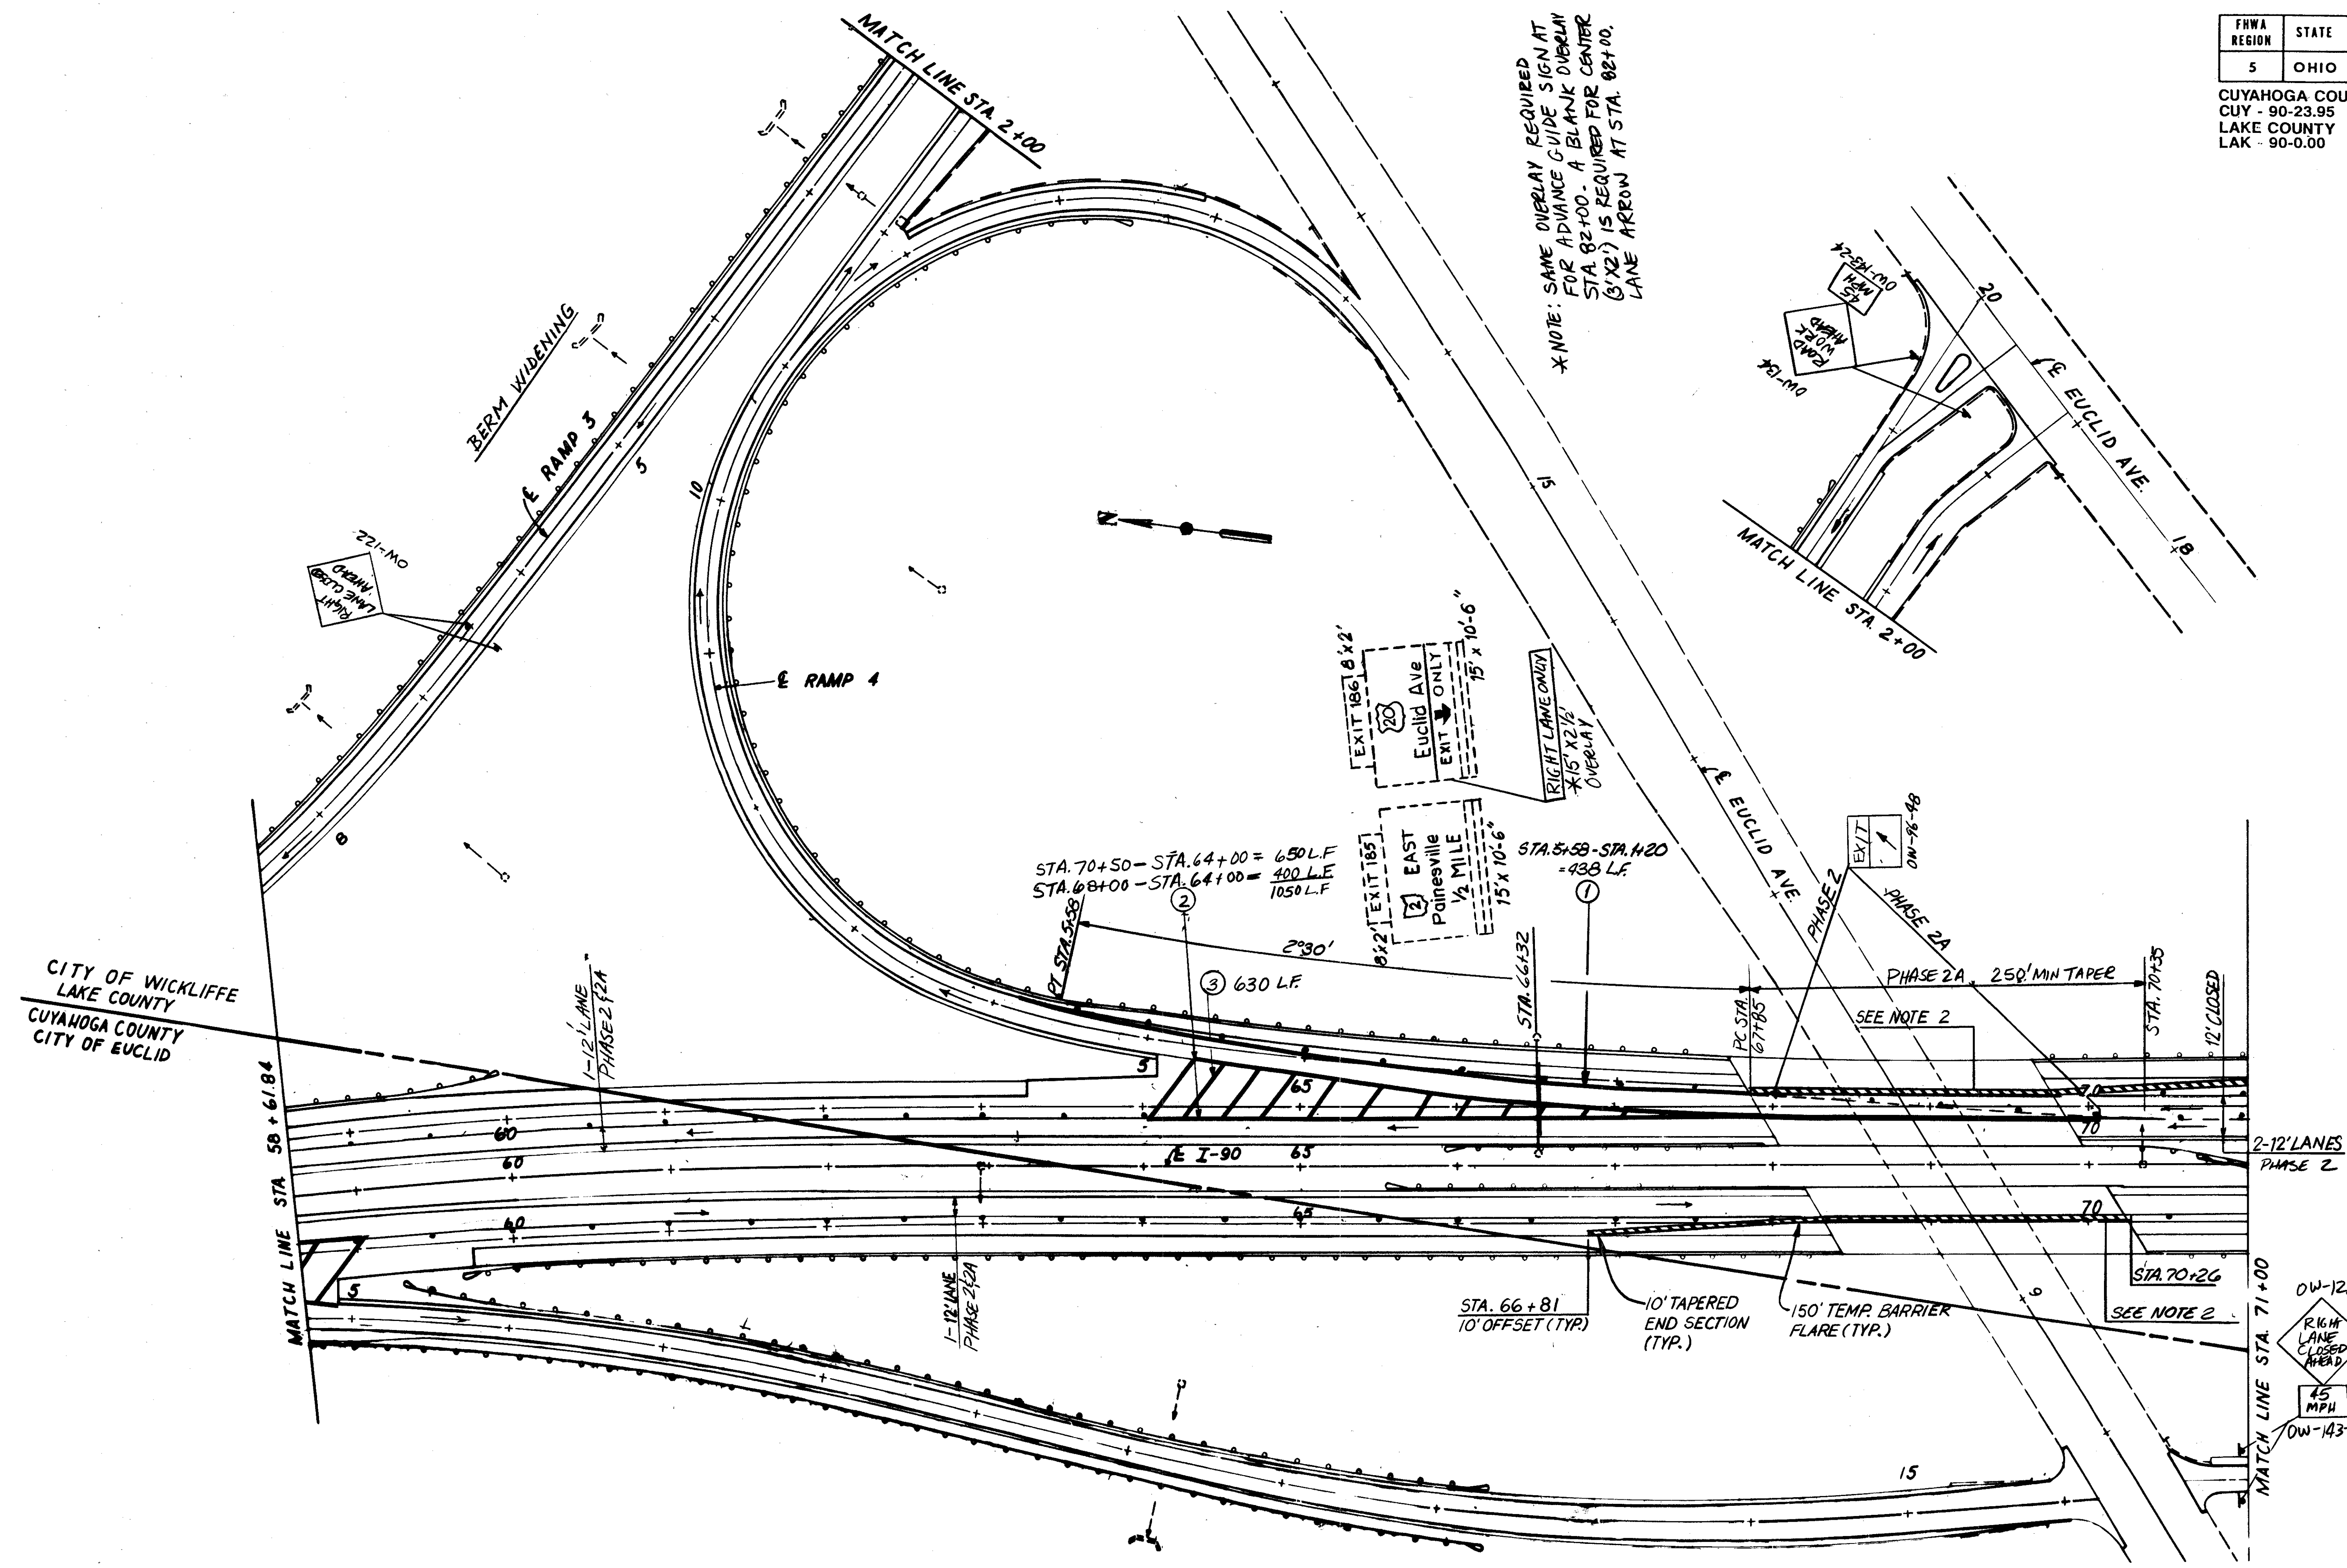 FHWA REGION
STATE
5
OHIO
CUYAHOGA COU
CUY - 90-23.95
LAKE COUNTY
LAK - 90-0.00
MATCH LINE STA. 2+00
* NOTE: SAME OVERLAY REQUIRED
FOR ADVANCE GUIDE SIGN AT
STA. 82+00. A BLANK OVERLAY
(3'X2') IS REQUIRED FOR CENTER
LANE ARROW AT STA. 82+00.
BERM WIDENING
℄ RAMP 3
5
10
8
OW-122
RIGHT
LANE CLOSED
AHEAD
N
℄ RAMP 4
15
OW-143-24
45
MPH
ROAD
WORK
AHEAD
OW-134
20
3
℄ EUCLID AVE.
18
MATCH LINE STA. 2+00
EXIT 186
8'X2'
20
Euclid Ave
EXIT ONLY
15' x 10'-6"
RIGHT LANE ONLY
*15' X 2½'
OVERLAY
8'X2'
EXIT 185
2 EAST
Painesville
½ MILE
15' X 10'-6"
STA. 70+50 – STA. 64+00 = 650 L.F
STA. 68+00 – STA. 64+00 = 400 L.F.
1050 L.F
2
STA. 5+58 - STA. 1+20
= 438 L.F.
1
℄ EUCLID AVE.
EXIT
OW-96-48
PHASE 2
PHASE 2A
PT STA. 5+58
2°30'
3 630 L.F.
STA. 66+32
PC STA.
67+85
PHASE 2A 250' MIN TAPER
STA. 70+35
12' CLOSED
SEE NOTE 2
CITY OF WICKLIFFE
LAKE COUNTY
CUYAHOGA COUNTY
CITY OF EUCLID
1-12' LANE
PHASE 2 & 2A
MATCH LINE STA 58 + 61.84
5
65
70
60
70
2-12' LANES
PHASE 2
60
℄ I-90
65
60
65
70
5
1-12' LANE
PHASE 2 & 2A
STA. 66 + 81
10' OFFSET (TYP.)
10' TAPERED
END SECTION
(TYP.)
150' TEMP. BARRIER
FLARE (TYP.)
STA. 70+26
SEE NOTE 2
MATCH LINE STA. 71+00
OW-12
RIGHT
LANE
CLOSED
AHEAD
45
MPH
OW-143-
15